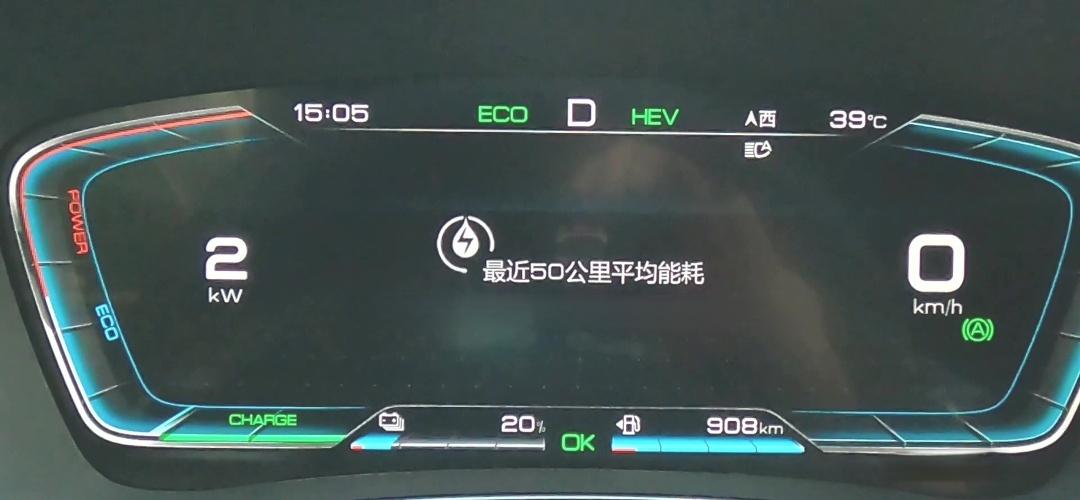 15:05 ECO D HEV 西 39°C
POWER
2
kW
最近50公里平均能耗
0
km/h
(A)
ECO
CHARGE
20% OK 908km